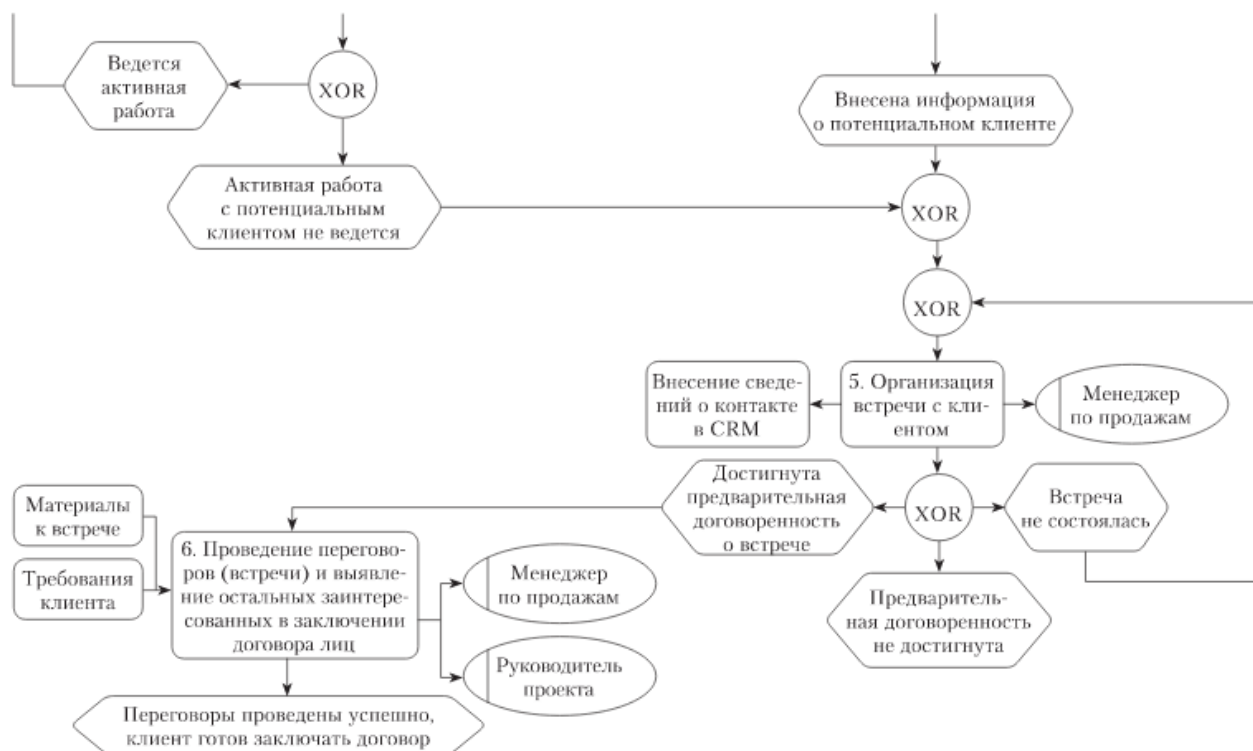 Ведется
активная
работа
XOR
Внесена информация
о потенциальном клиенте
Активная работа
с потенциальным
клиентом не ведется
XOR
XOR
Внесение сведе-
ний о контакте
в CRM
5. Организация
встречи с кли-
ентом
Менеджер
по продажам
Достигнута
предварительная
договоренность
о встрече
XOR
Встреча
не состоялась
Материалы
к встрече
Требования
клиента
6. Проведение перегово-
ров (встречи) и выявле-
ние остальных заинтере-
сованных в заключении
договора лиц
Менеджер
по продажам
Руководитель
проекта
Предваритель-
ная договоренность
не достигнута
Переговоры проведены успешно,
клиент готов заключать договор